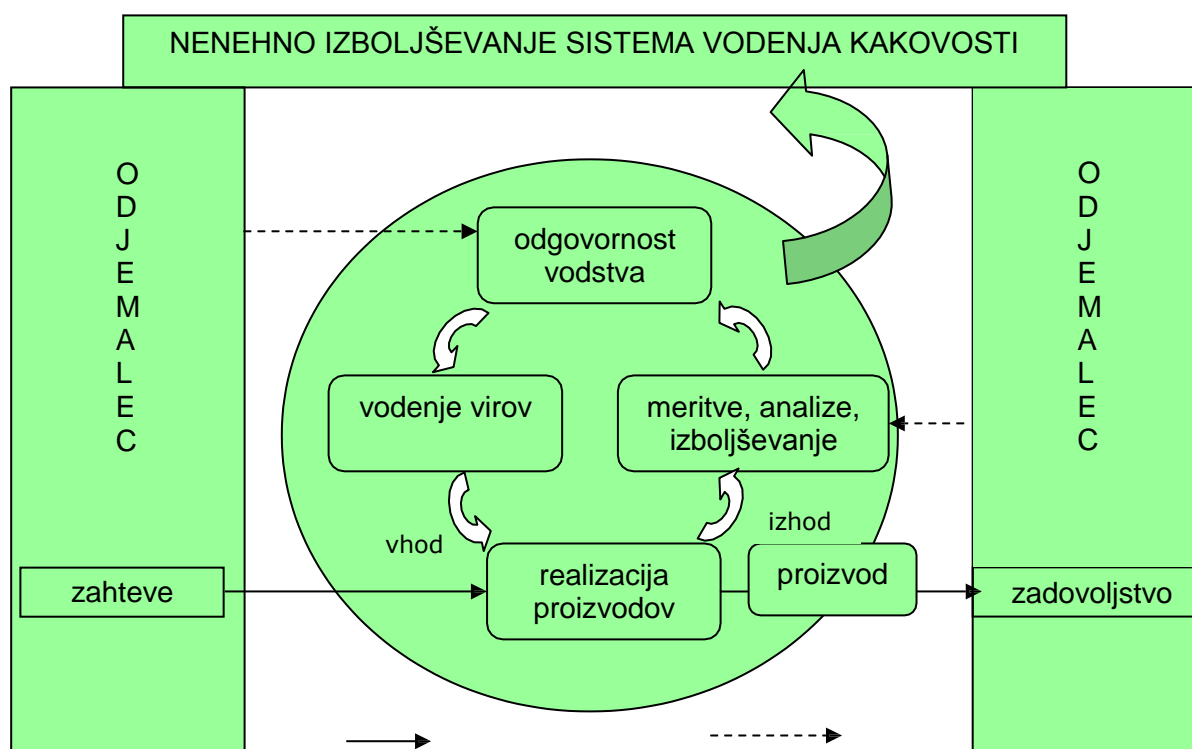 NENEHNO IZBOLJŠEVANJE SISTEMA VODENJA KAKOVOSTI
O
D
J
E
M
A
L
E
C
odgovornost
vodstva
vodenje virov
meritve, analize,
izboljševanje
vhod
izhod
zahteve
realizacija
proizvodov
proizvod
zadovoljstvo
O
D
J
E
M
A
L
E
C